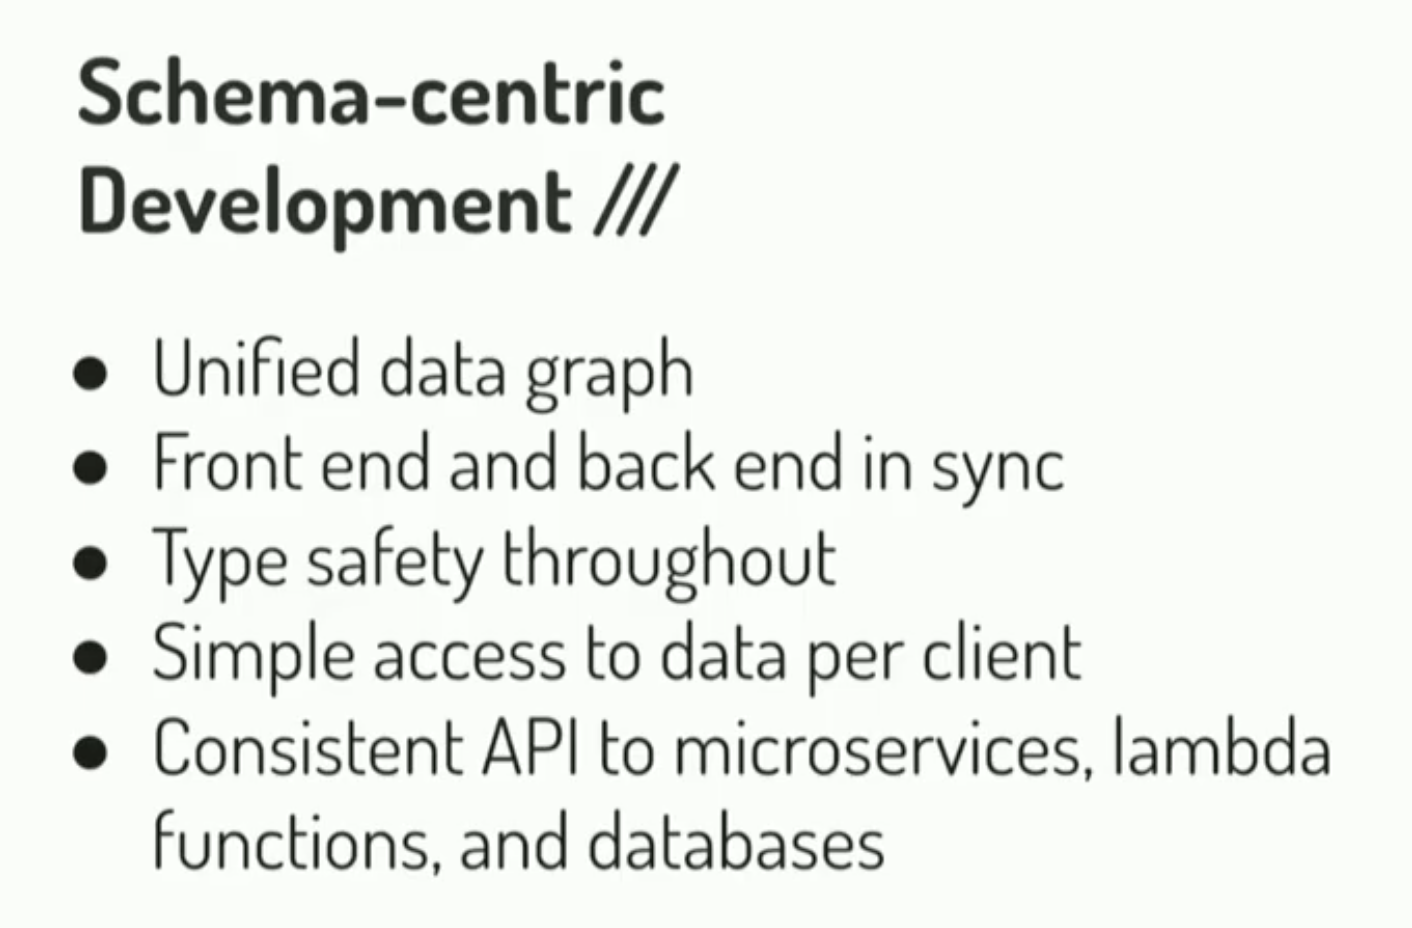 Schema-centric
Development ///
● Unified data graph
● Front end and back end in sync
● Type safety throughout
● Simple access to data per client
● Consistent API to microservices, lambda
functions, and databases